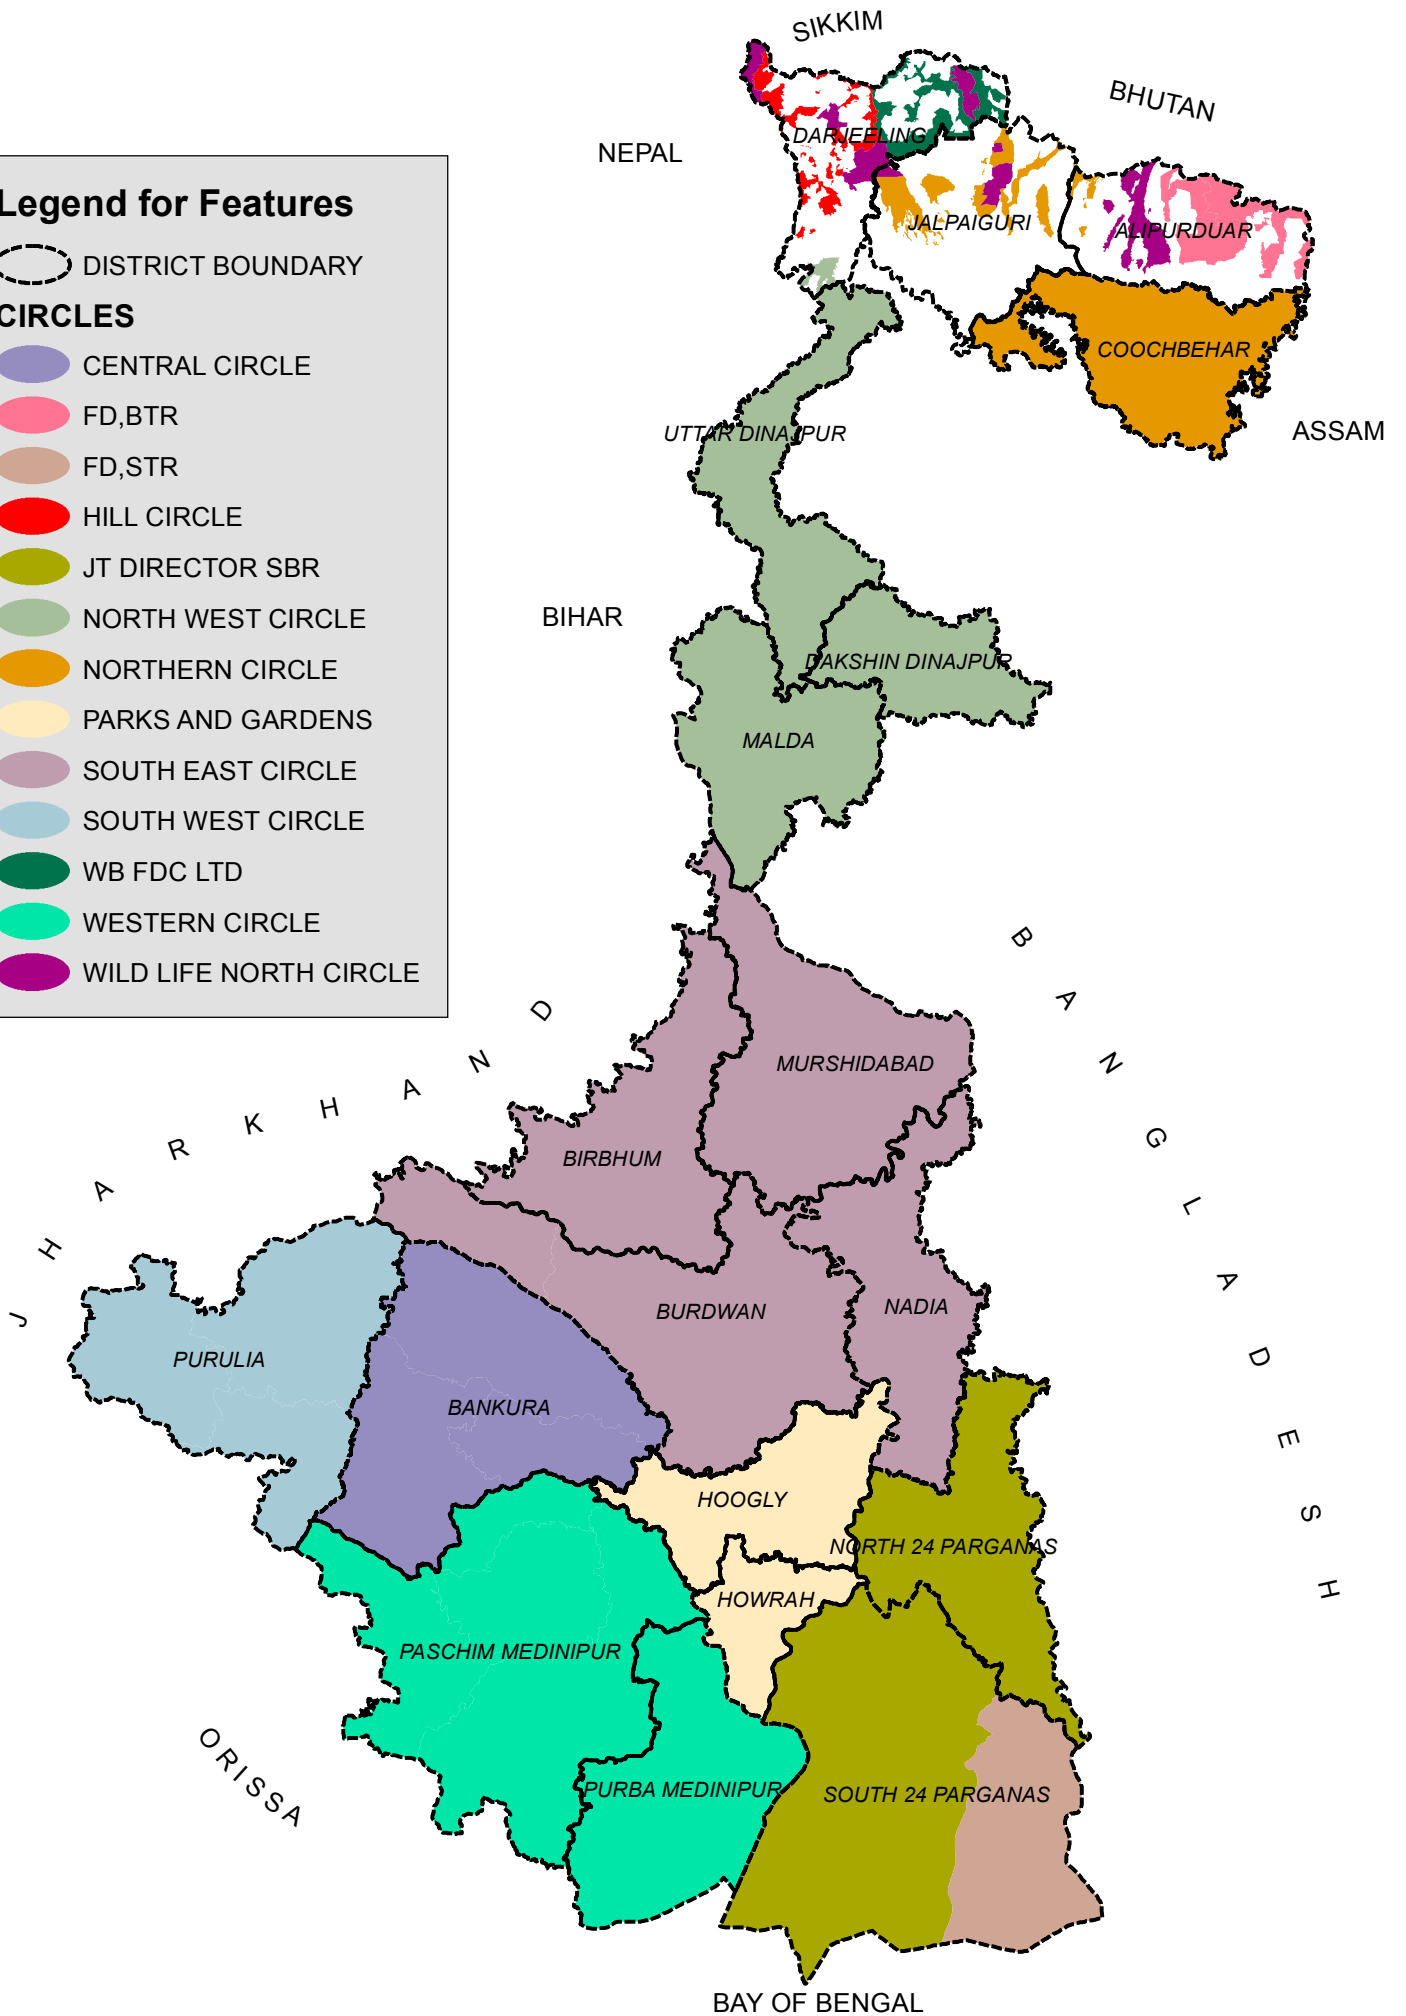 SIKKIM
BHUTAN
NEPAL
DARJEELING
JALPAIGURI
ALIPURDUAR
COOCHBEHAR
ASSAM
Legend for Features
DISTRICT BOUNDARY
CIRCLES
CENTRAL CIRCLE
FD,BTR
FD,STR
HILL CIRCLE
JT DIRECTOR SBR
NORTH WEST CIRCLE
NORTHERN CIRCLE
PARKS AND GARDENS
SOUTH EAST CIRCLE
SOUTH WEST CIRCLE
WB FDC LTD
WESTERN CIRCLE
WILD LIFE NORTH CIRCLE
UTTAR DINAJPUR
BIHAR
DAKSHIN DINAJPUR
MALDA
BANGLADESH
JHARKHAND
MURSHIDABAD
BIRBHUM
BURDWAN
NADIA
PURULIA
BANKURA
HOOGLY
NORTH 24 PARGANAS
HOWRAH
PASCHIM MEDINIPUR
ORISSA
PURBA MEDINIPUR
SOUTH 24 PARGANAS
BAY OF BENGAL